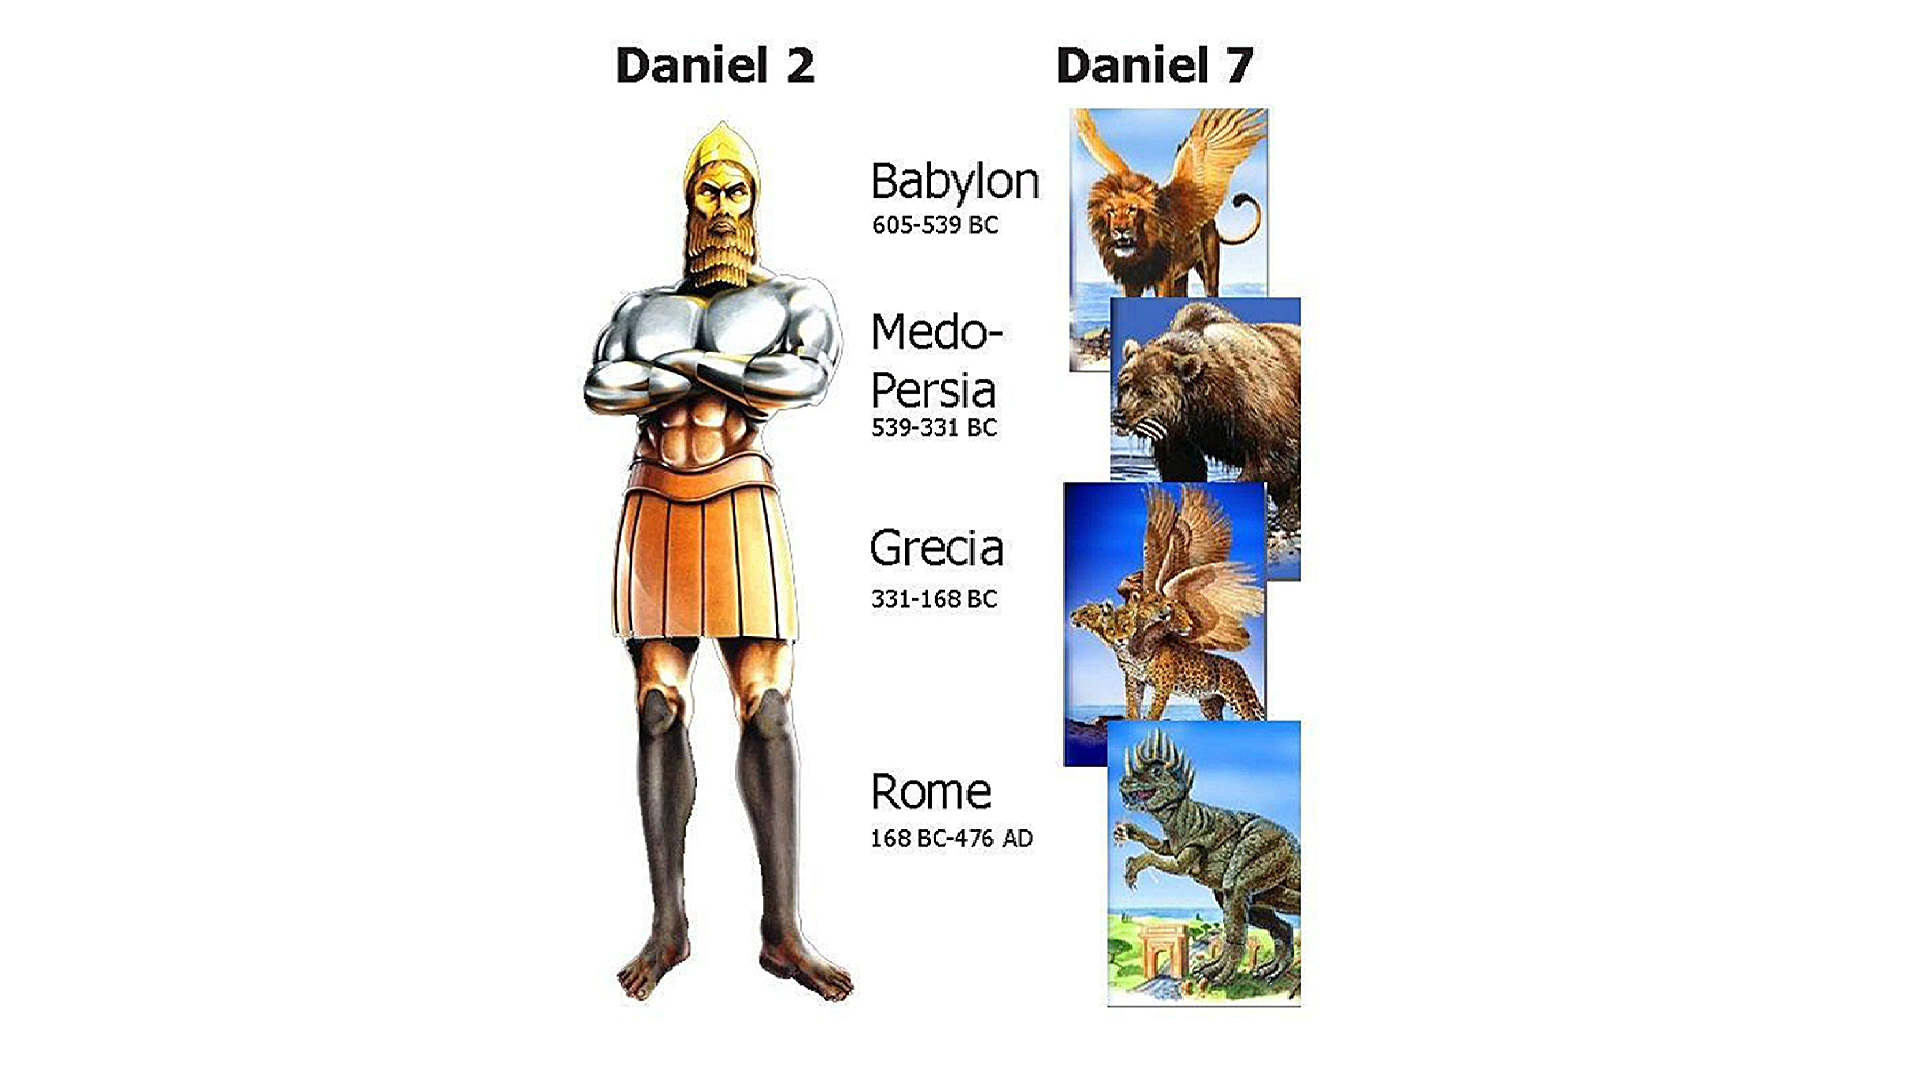 Daniel 2
Daniel 7
Babylon
605-539 BC
Medo-
Persia
539-331 BC
Grecia
331-168 BC
Rome
168 BC-476 AD